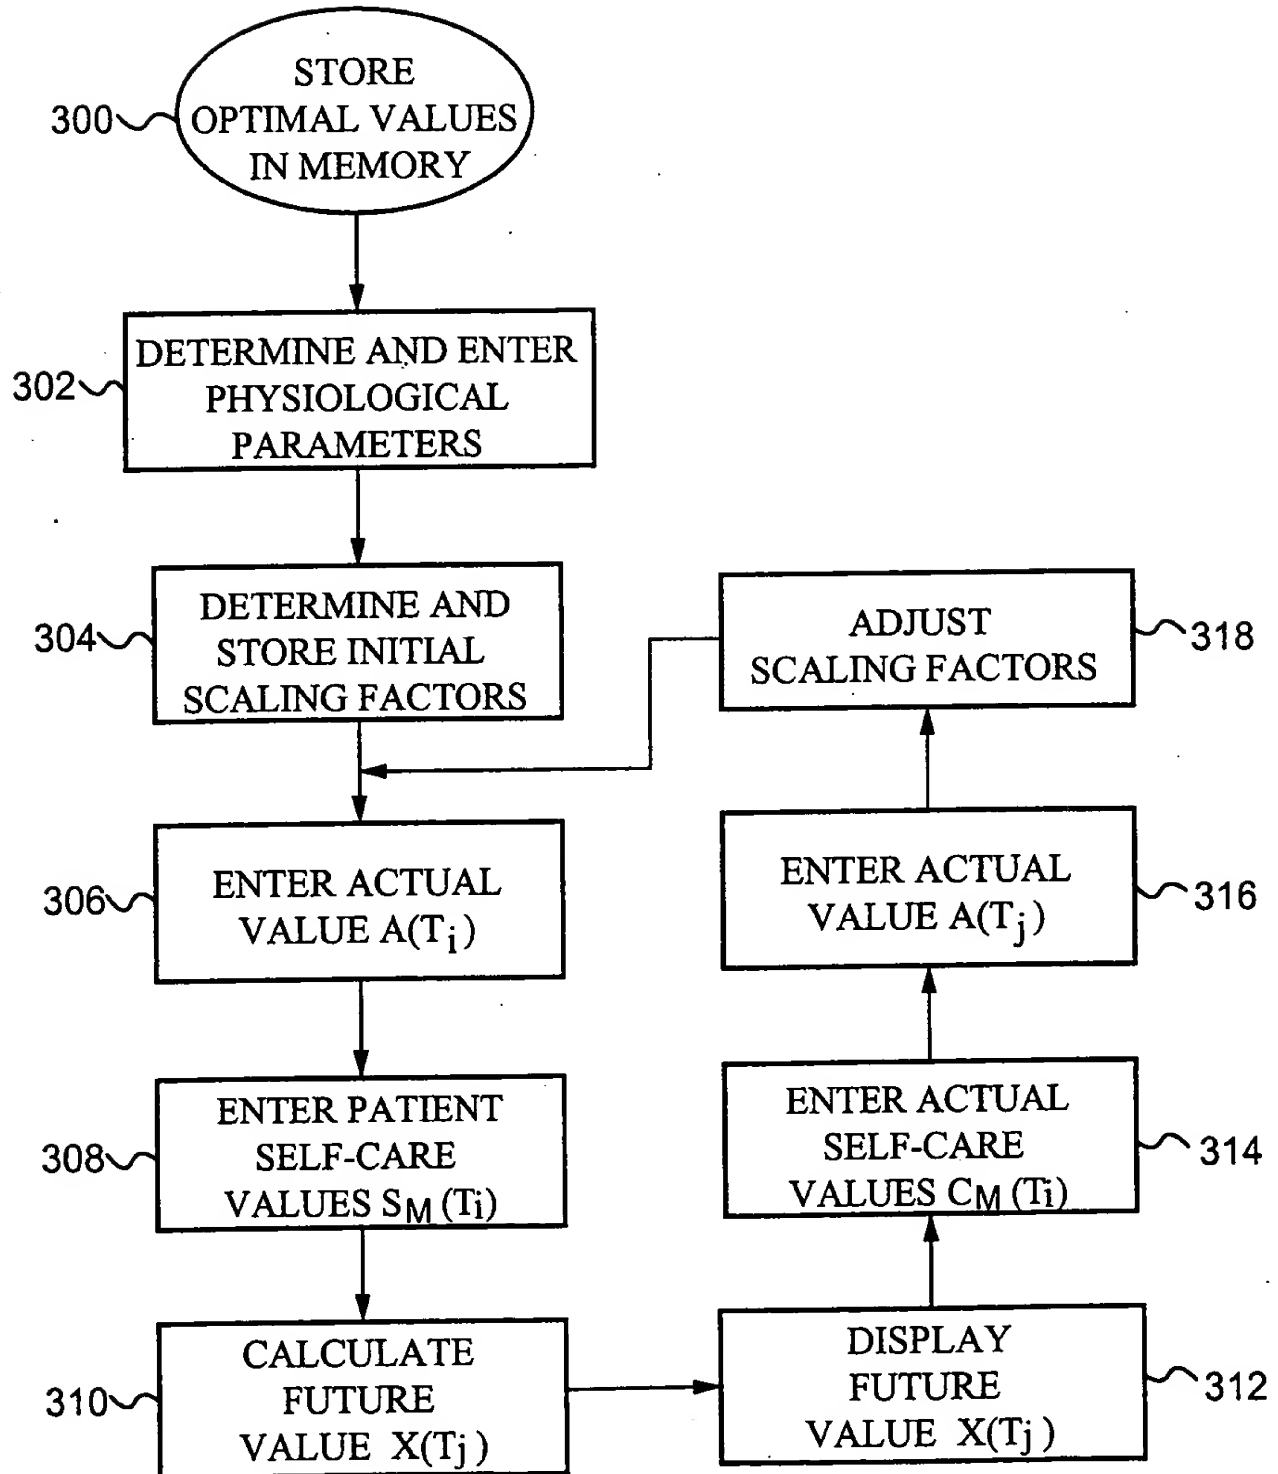 300
STORE
OPTIMAL VALUES
IN MEMORY
302
DETERMINE AND ENTER
PHYSIOLOGICAL
PARAMETERS
304
DETERMINE AND
STORE INITIAL
SCALING FACTORS
306
ENTER ACTUAL
VALUE A(Ti)
308
ENTER PATIENT
SELF-CARE
VALUES SM (Ti)
310
CALCULATE
FUTURE
VALUE X(Tj)
DISPLAY
FUTURE
VALUE X(Tj)
312
ENTER ACTUAL
SELF-CARE
VALUES CM (Ti)
314
ENTER ACTUAL
VALUE A(Tj)
316
ADJUST
SCALING FACTORS
318